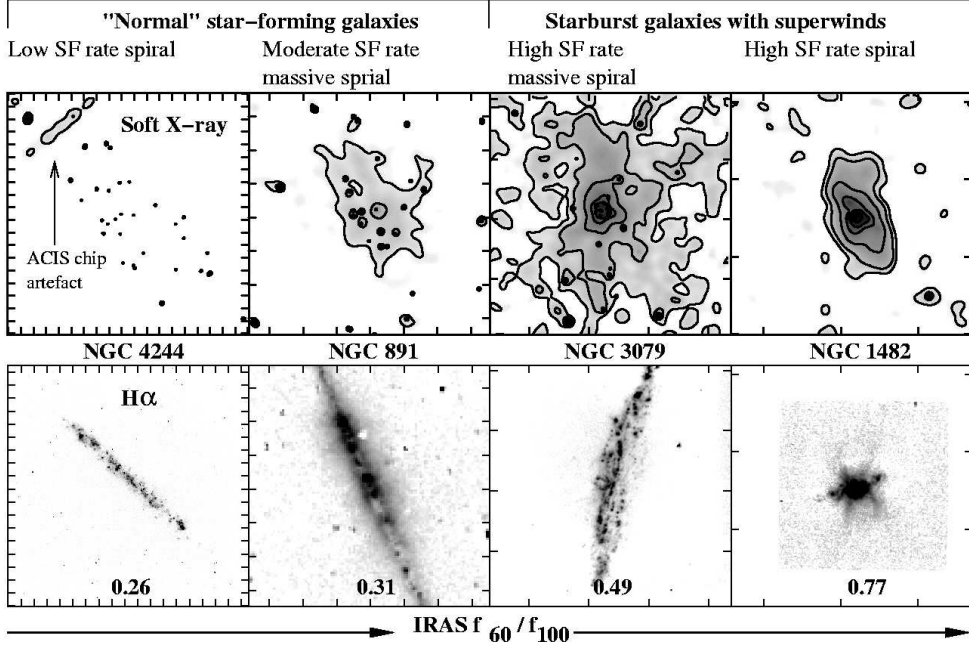 "Normal" star-forming galaxies
Starburst galaxies with superwinds
Low SF rate spiral
Moderate SF rate
massive sprial
High SF rate
massive spiral
High SF rate spiral
Soft X-ray
ACIS chip
artefact
NGC 4244
NGC 891
NGC 3079
NGC 1482
Hα
0.26
0.31
0.49
0.77
IRAS f 60 / f100